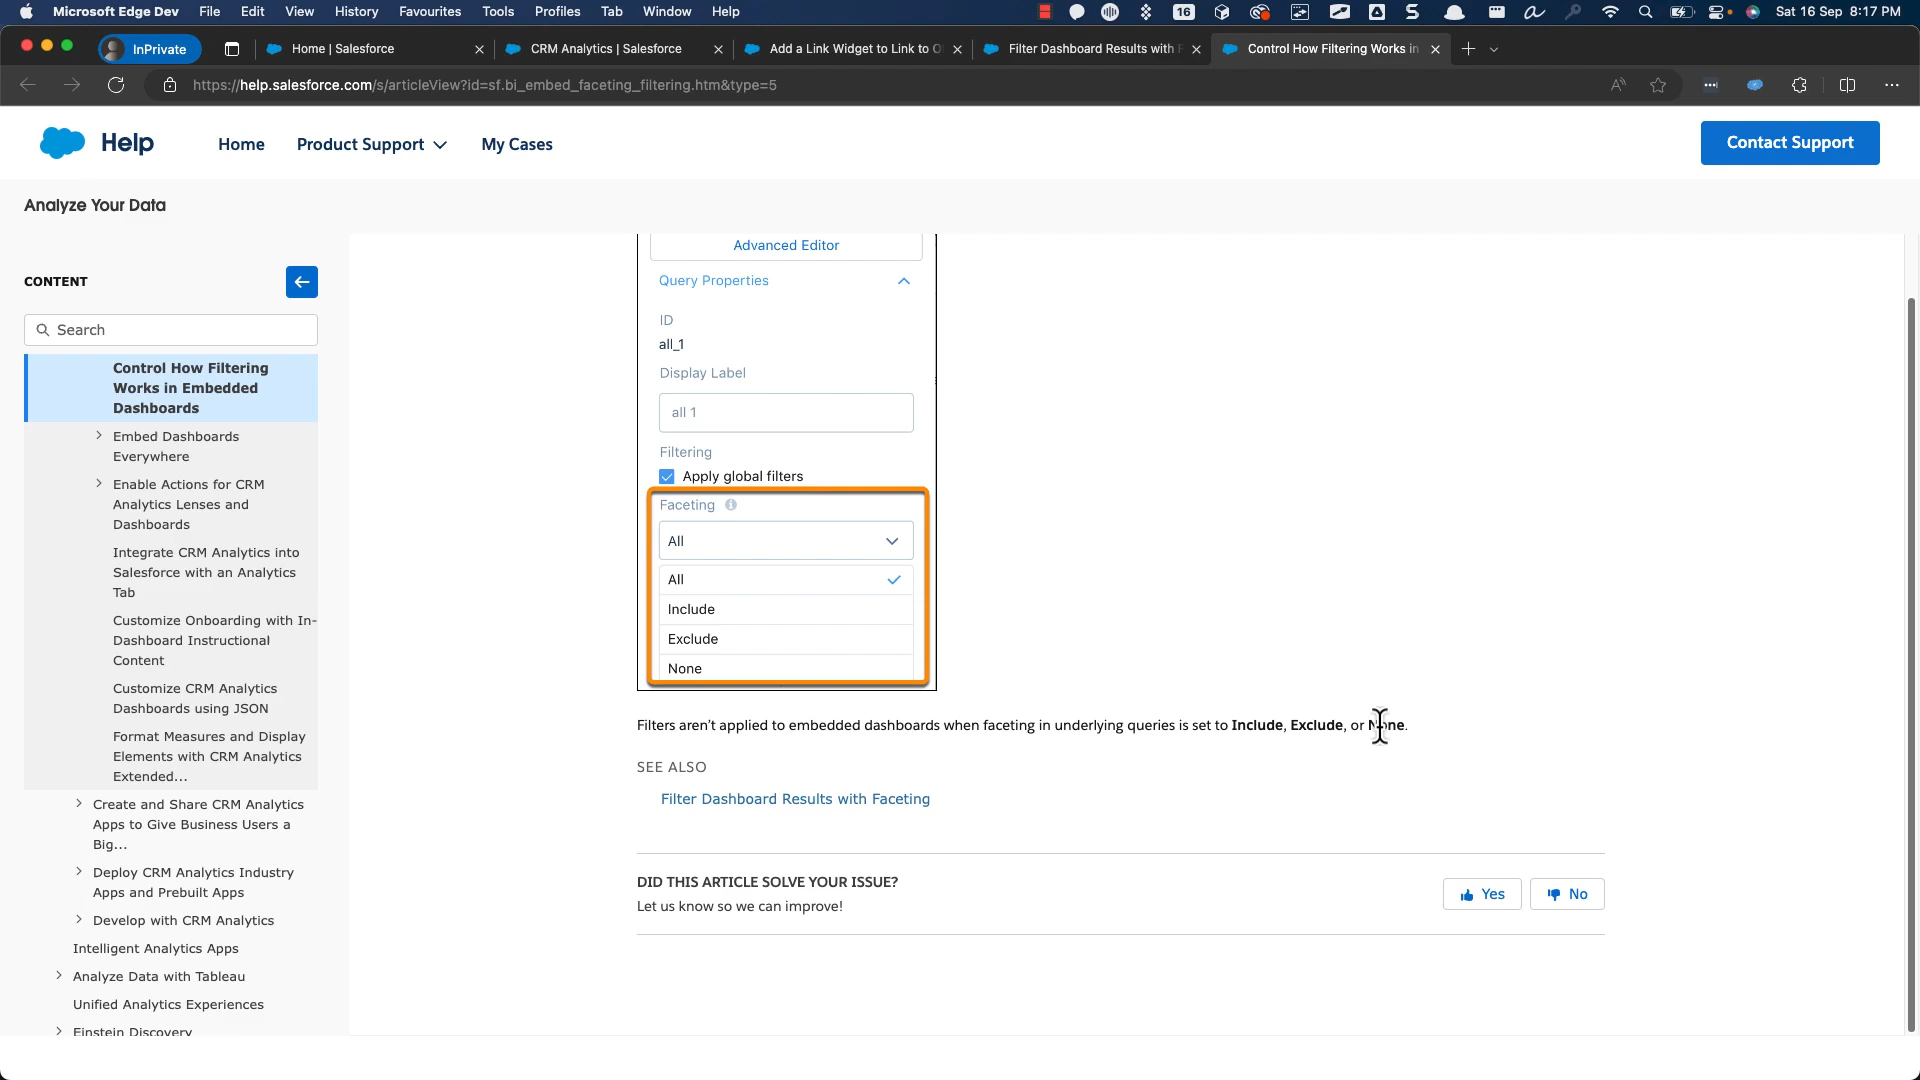 Microsoft Edge Dev File Edit View History Favourites Tools Profiles Tab Window Help 16 Sat 16 Sep 8:17 PM
InPrivate Home | Salesforce CRM Analytics | Salesforce Add a Link Widget to Link to O Filter Dashboard Results with F Control How Filtering Works in
https://help.salesforce.com/s/articleView?id=sf.bi_embed_faceting_filtering.htm&type=5
Help Home Product Support My Cases Contact Support
Analyze Your Data
CONTENT
Search
Control How Filtering
Works in Embedded
Dashboards
Embed Dashboards
Everywhere
Enable Actions for CRM
Analytics Lenses and
Dashboards
Integrate CRM Analytics into
Salesforce with an Analytics
Tab
Customize Onboarding with In-
Dashboard Instructional
Content
Customize CRM Analytics
Dashboards using JSON
Format Measures and Display
Elements with CRM Analytics
Extended...
Create and Share CRM Analytics
Apps to Give Business Users a
Big...
Deploy CRM Analytics Industry
Apps and Prebuilt Apps
Develop with CRM Analytics
Intelligent Analytics Apps
Analyze Data with Tableau
Unified Analytics Experiences
Einstein Discovery
Advanced Editor
Query Properties
ID
all_1
Display Label
all 1
Filtering
Apply global filters
Faceting
All
All
Include
Exclude
None
Filters aren't applied to embedded dashboards when faceting in underlying queries is set to Include, Exclude, or None.
SEE ALSO
Filter Dashboard Results with Faceting
DID THIS ARTICLE SOLVE YOUR ISSUE?
Let us know so we can improve!
Yes No